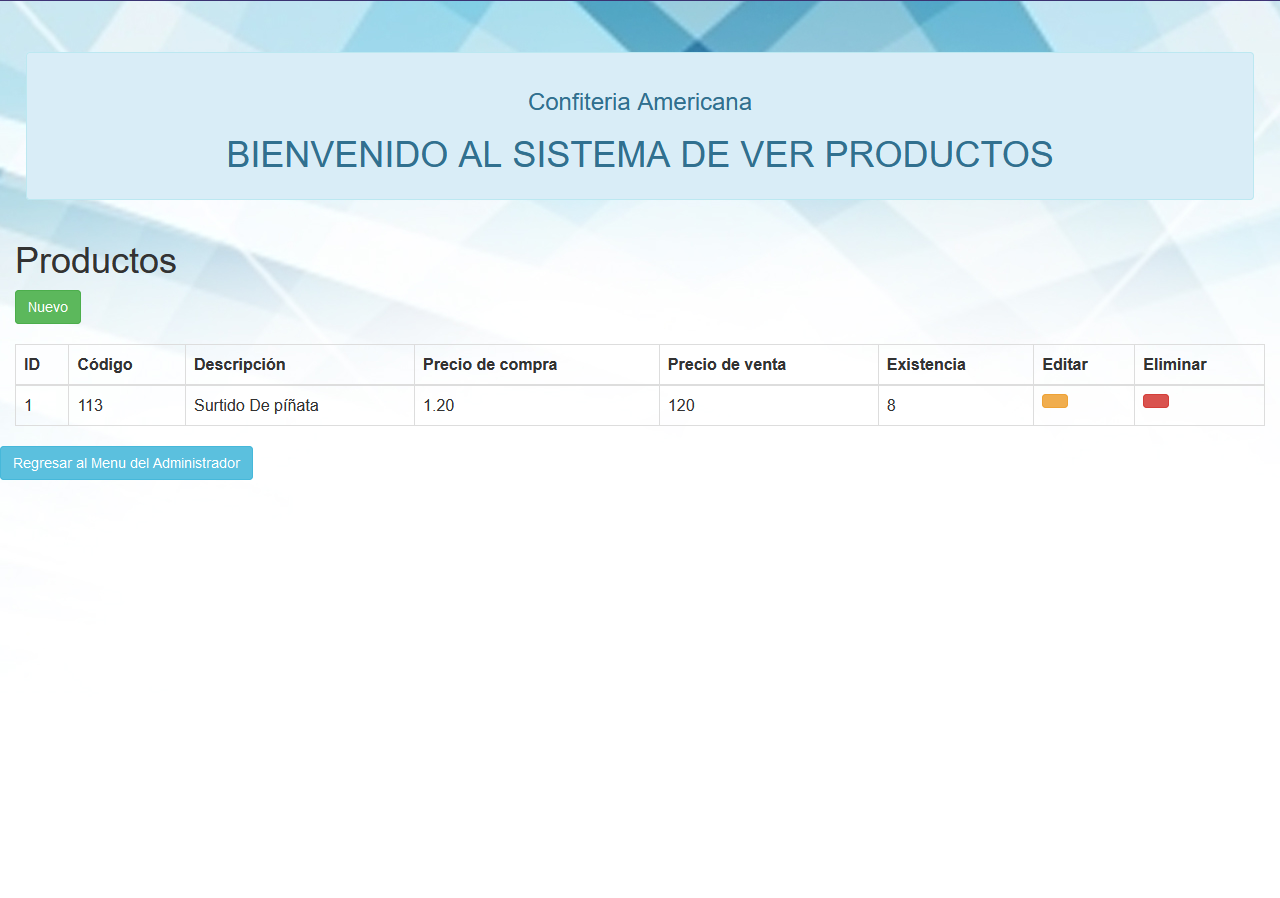 Confiteria Americana
BIENVENIDO AL SISTEMA DE VER PRODUCTOS
Productos
Nuevo
ID Código Descripción Precio de compra Precio de venta Existencia Editar Eliminar
1 113 Surtido De píñata 1.20 120 8
Regresar al Menu del Administrador